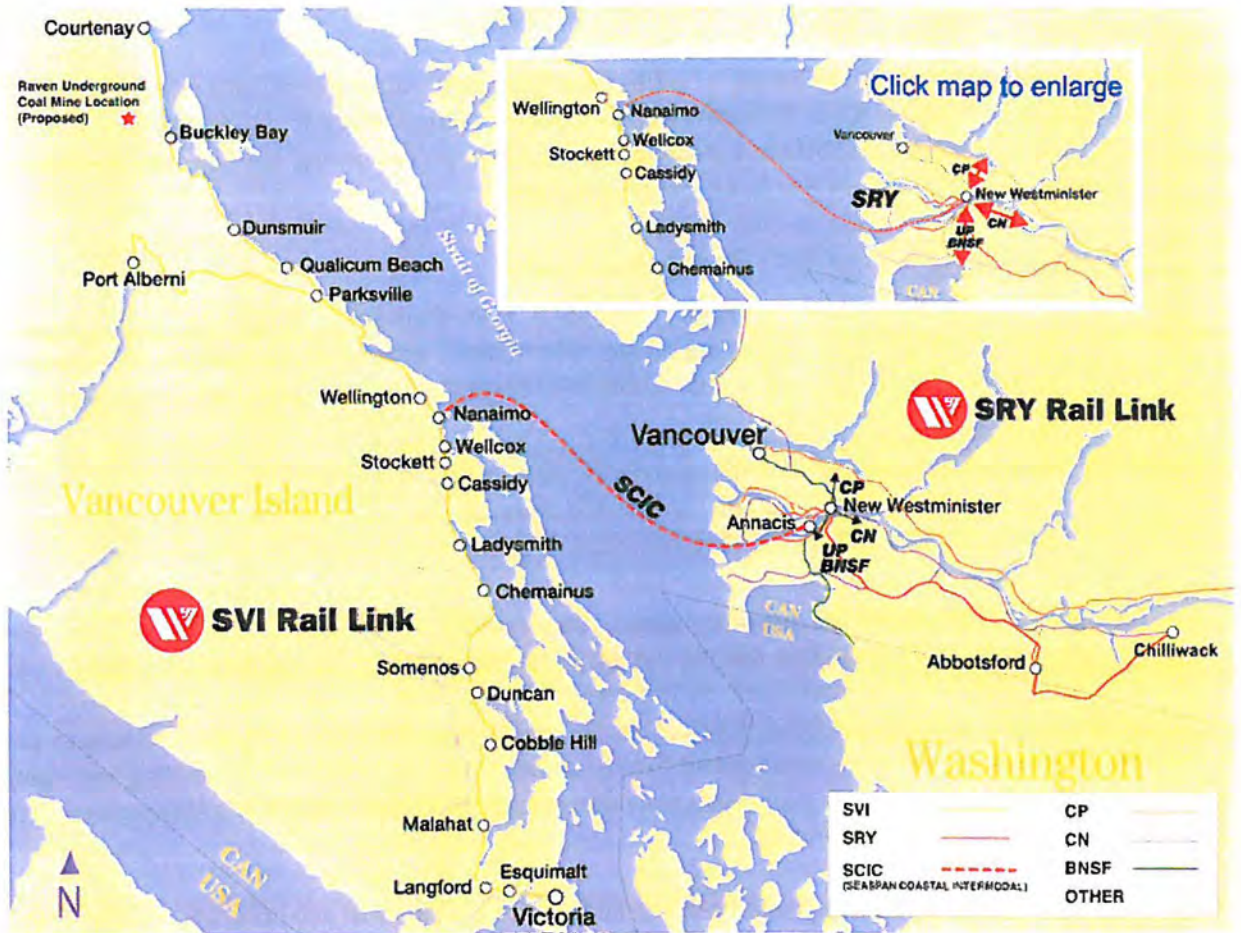 Courtenay
Raven Underground
Coal Mine Location
(Proposed)
Buckley Bay
Dunsmuir
Port Alberni
Qualicum Beach
Parksville
Strait of Georgia
Click map to enlarge
Wellington
Nanaimo
Wellcox
Stockett
Cassidy
Ladysmith
Chemainus
Vancouver
CP
New Westminister
SRY
CN
UP
BNSF
CAN
Wellington
Nanaimo
Wellcox
Stockett
Cassidy
Vancouver Island
Ladysmith
Chemainus
SVI Rail Link
Somenos
Duncan
Cobble Hill
Malahat
Langford
Esquimalt
Victoria
CAN
USA
N
SCIC
SRY Rail Link
Vancouver
CP
New Westminister
Annacis
CN
UP
BNSF
CAN
USA
Abbotsford
Chilliwack
Washington
SVI
SRY
SCIC
(SEASPAN COASTAL INTERMODAL)
CP
CN
BNSF
OTHER